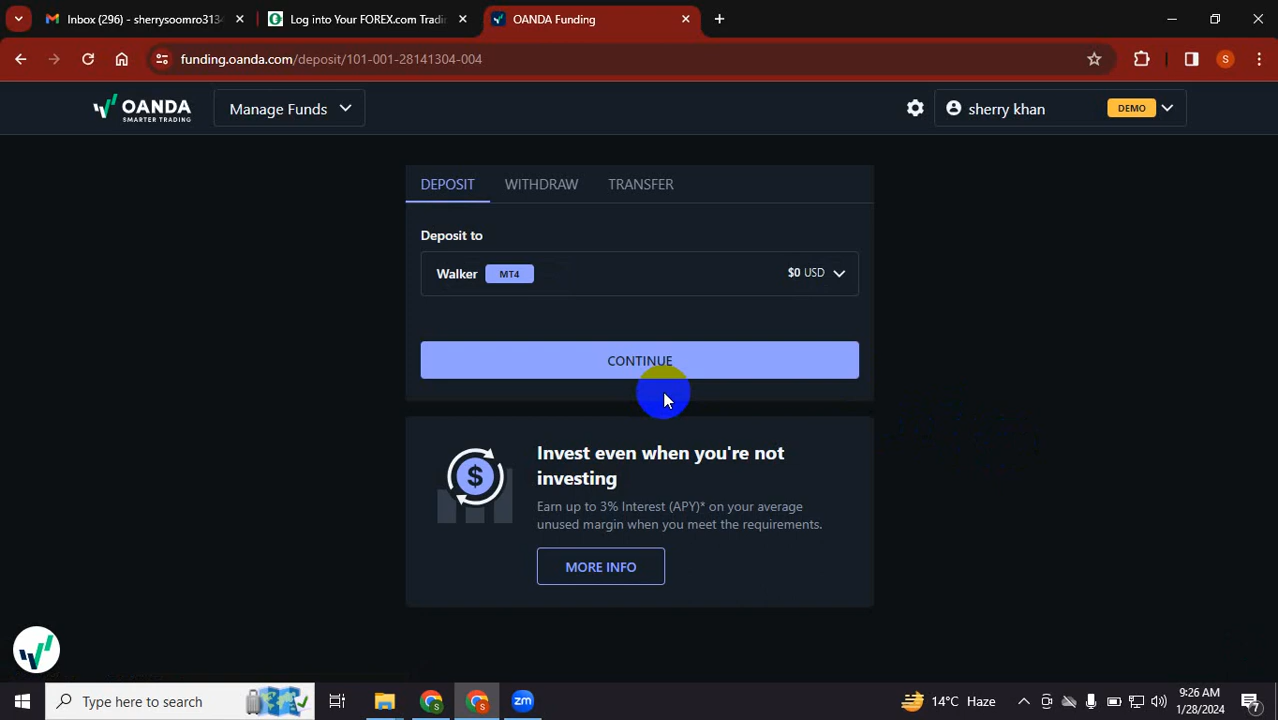 Inbox (296) - sherrysoomro3134
Log into Your FOREX.com Tradi
OANDA Funding
funding.oanda.com/deposit/101-001-28141304-004
S
OANDA
SMARTER TRADING
Manage Funds
sherry khan
DEMO
DEPOSIT
WITHDRAW
TRANSFER
Deposit to
Walker
MT4
$0 USD
CONTINUE
$
Invest even when you're not
investing
Earn up to 3% Interest (APY)* on your average
unused margin when you meet the requirements.
MORE INFO
Type here to search
S
S
zm
14°C Haze
9:26 AM
1/28/2024
7